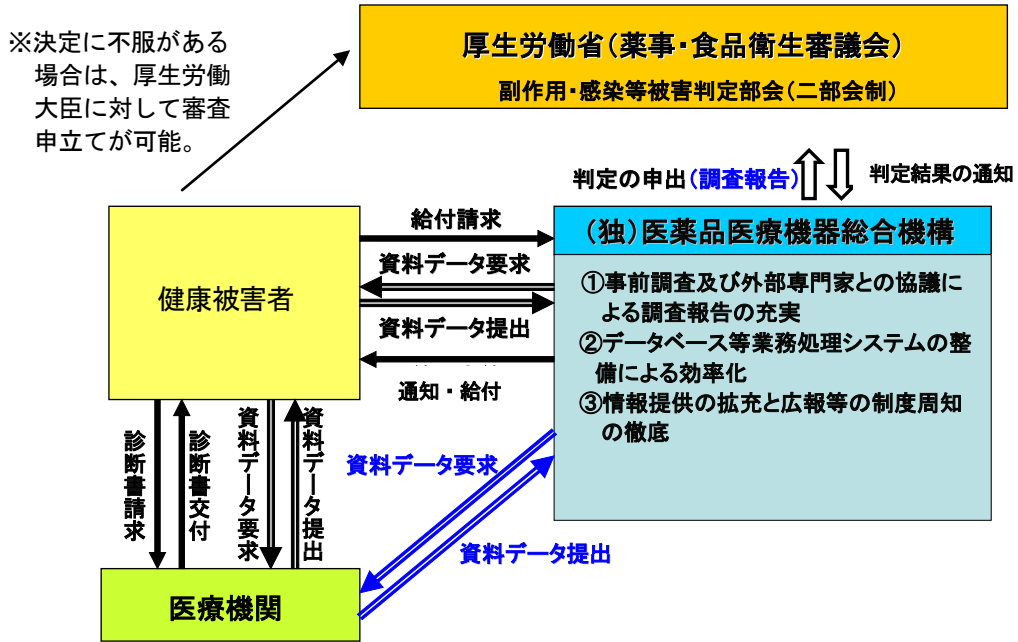 ※決定に不服がある
場合は、厚生労働
大臣に対して審査
申立てが可能。
厚生労働省(薬事・食品衛生審議会)
副作用・感染等被害判定部会(二部会制)
判定の申出(調査報告)
判定結果の通知
健康被害者
給付請求
資料データ要求
資料データ提出
通知・給付
(独)医薬品医療機器総合機構
①事前調査及び外部専門家との協議に
よる調査報告の充実
②データベース等業務処理システムの整
備による効率化
③情報提供の拡充と広報等の制度周知
の徹底
診断書請求
診断書交付
資料データ要求
資料データ提出
資料データ要求
資料データ提出
医療機関